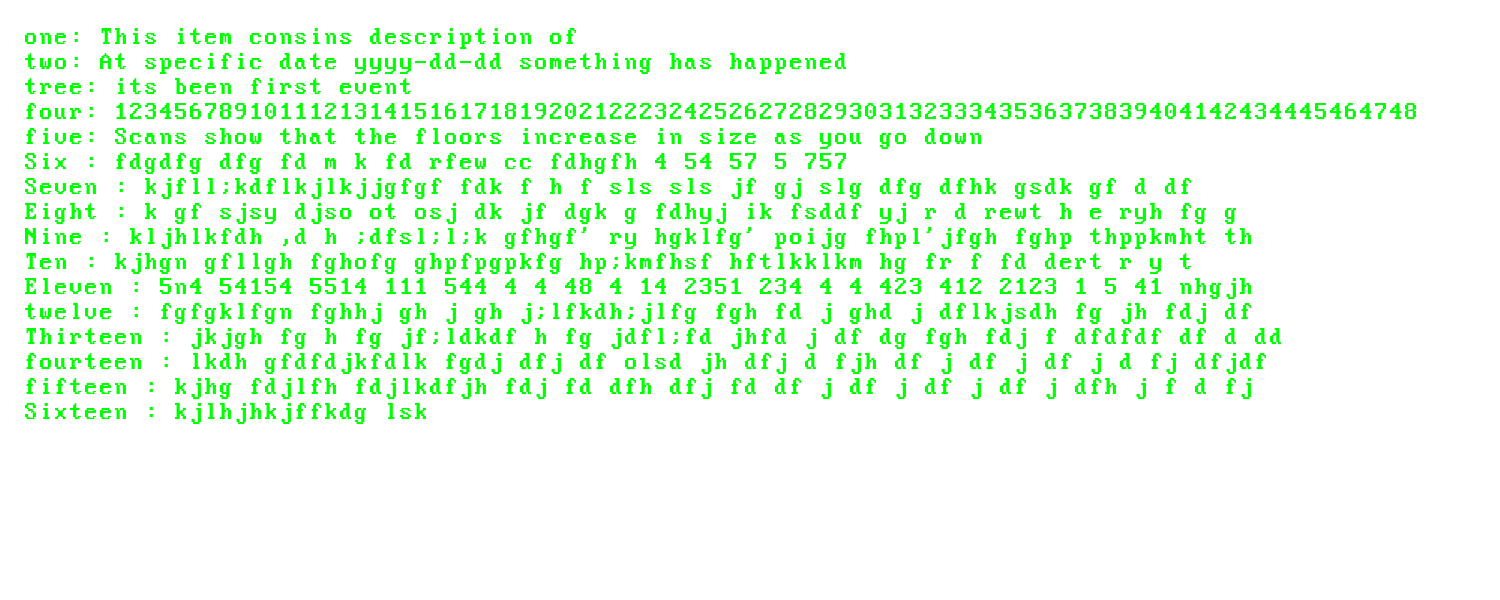 one: This item consins description of
two: At specific date yyyy-dd-dd something has happened
tree: its been first event
four: 123456789101112131415161718192021222324252627282930313233343536373839404142434445464748
five: Scans show that the floors increase in size as you go down
Six : fdgdfg dfg fd m k fd rfew cc fdhgfh 4 54 57 5 757
Seven : kjfll;kdflkjlkjjgfgf fdk f h f sls sls jf gj slg dfg dfhk gsdk gf d df
Eight : k gf sjsy djso ot osj dk jf dgk g fdhyj ik fsddf yj r d rewt h e ryh fg g
Nine : kljhlkfdh ,d h ;dfsl;l;k gfhgf' ry hgklfg' poijg fhpl'jfgh fghp thppkmht th
Ten : kjhgn gfllgh fghofg ghpfpgpkfg hp;kmfhsf hftlkklkm hg fr f fd dert r y t
Eleven : 5n4 54154 5514 111 544 4 4 48 4 14 2351 234 4 4 423 412 2123 1 5 41 nhgjh
twelve : fgfgklfgn fghhj gh j gh j;lfkdh;jlfg fgh fd j ghd j dflkjsdh fg jh fdj df
Thirteen : jkjgh fg h fg jf;ldkdf h fg jdfl;fd jhfd j df dg fgh fdj f dfdfdf df d dd
fourteen : lkdh gfdfdjkfdlk fgdj dfj df olsd jh dfj d fjh df j df j df j d fj dfjdf
fifteen : kjhg fdjlfh fdjlkdfjh fdj fd dfh dfj fd df j df j df j df j dfh j f d fj
Sixteen : kjlhjhkjffkdg lsk